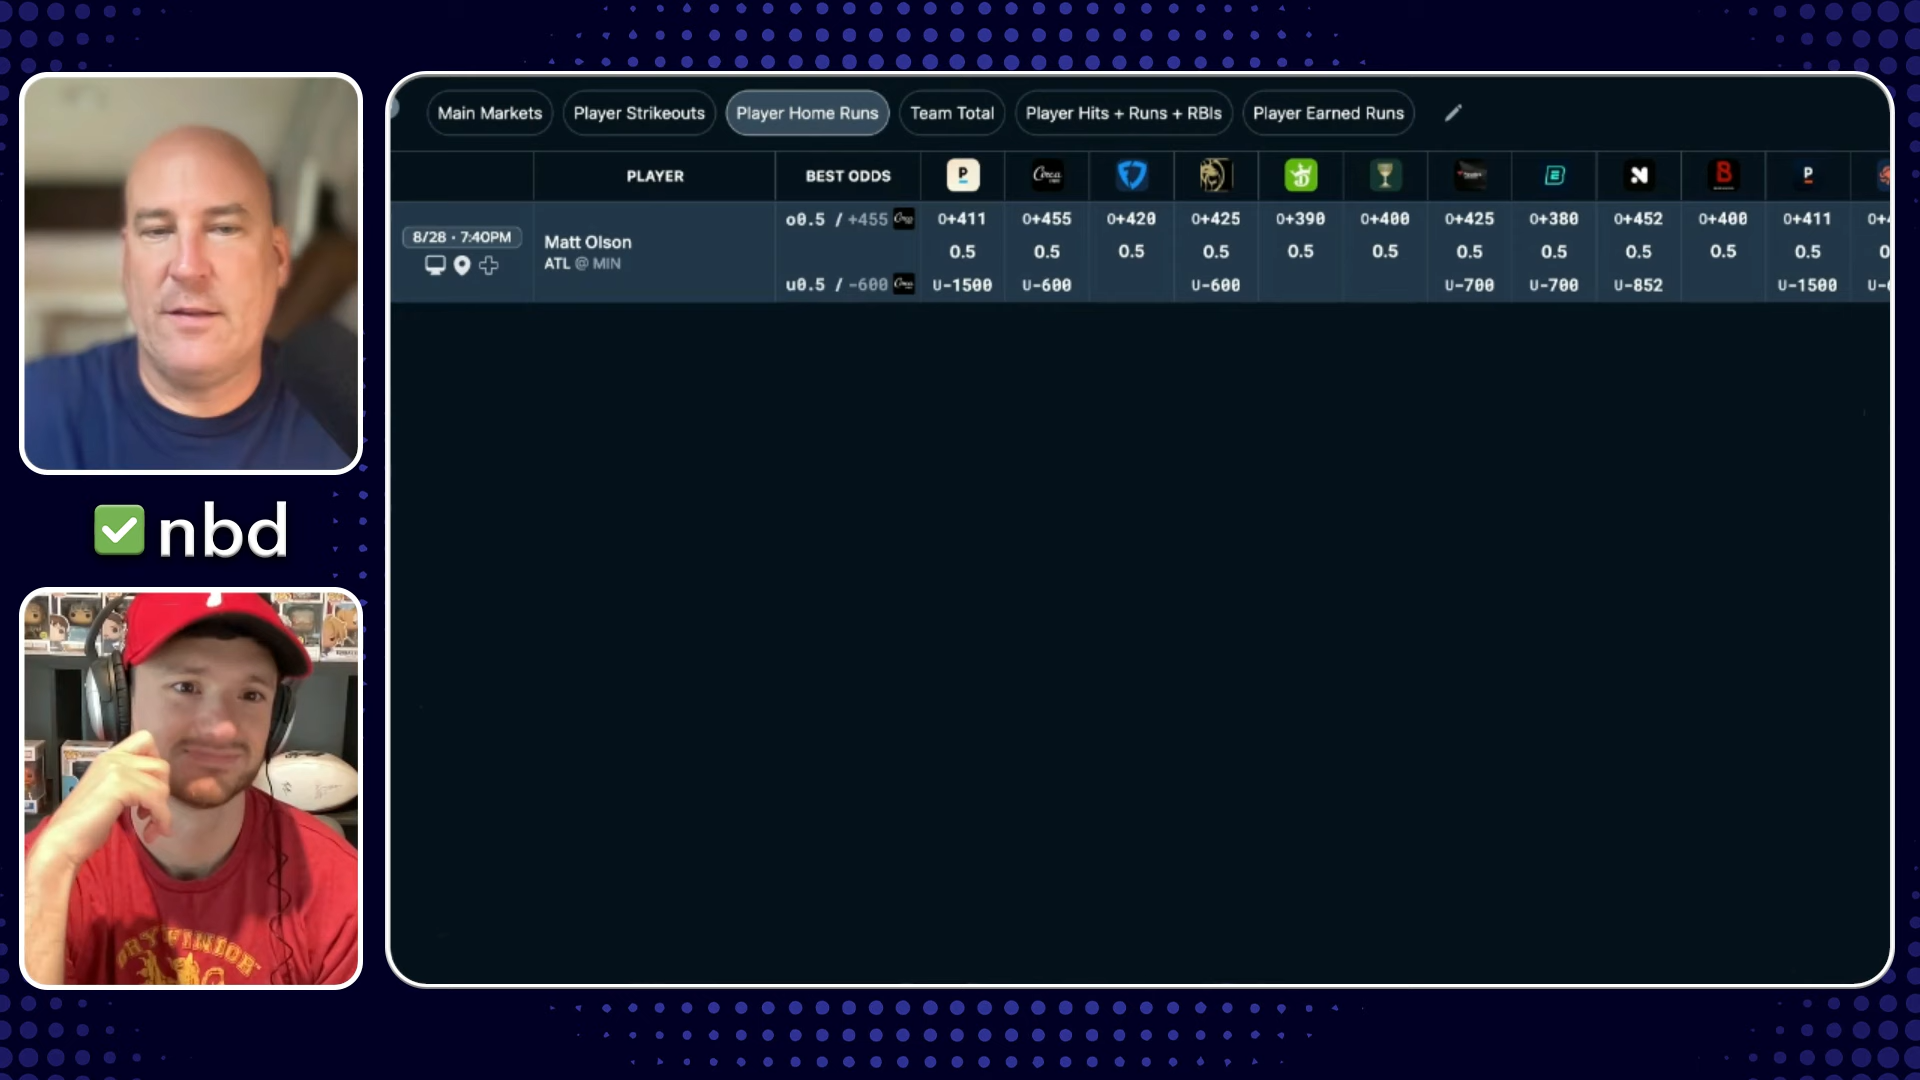 Main Markets
Player Strikeouts
Player Home Runs
Team Total
Player Hits + Runs + RBIs
Player Earned Runs
PLAYER
BEST ODDS
P
Circa
B
N
B
P
8/28 • 7:40PM
Matt Olson
ATL @ MIN
o0.5 / +455
u0.5 / -600
O+411 O+455 O+420 O+425 O+390 O+400 O+425 O+380 O+452 O+400 O+411
0.5 0.5 0.5 0.5 0.5 0.5 0.5 0.5 0.5 0.5 0.5
U-1500 U-600 U-600 U-700 U-700 U-852 U-1500
✅ nbd
GRYFFINDOR